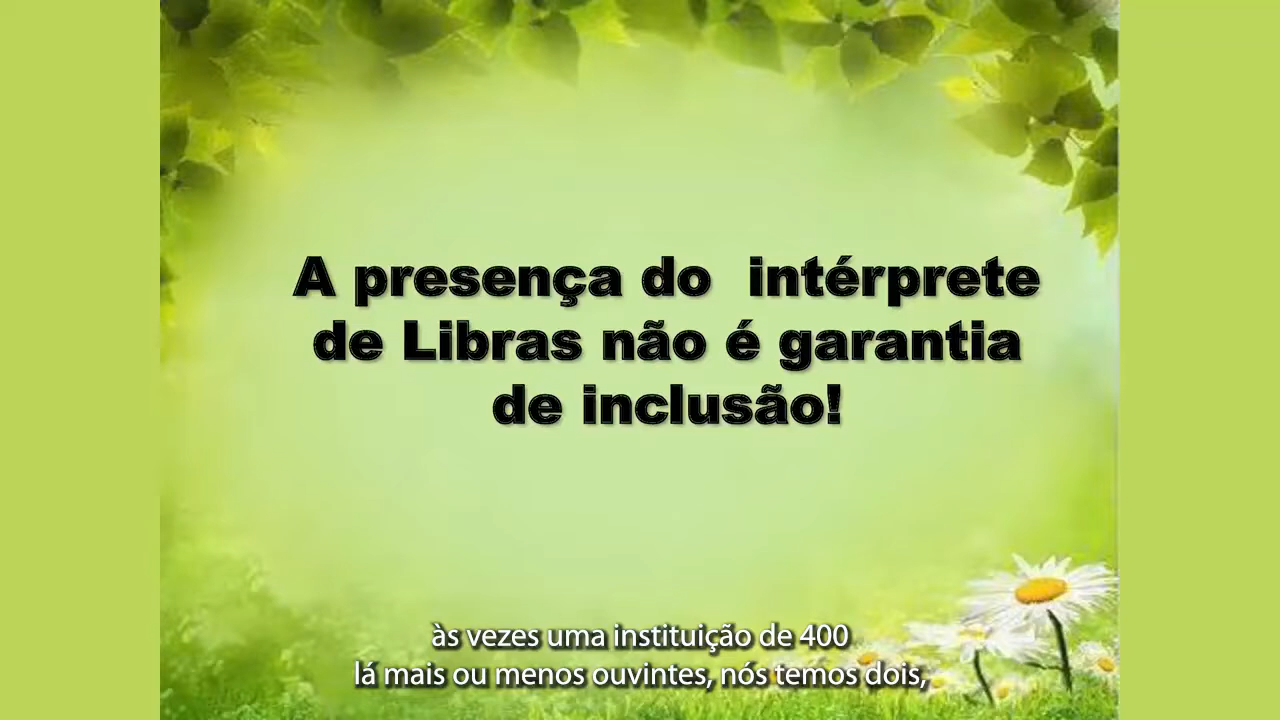 A presença do  intérprete
de Libras não é garantia
de inclusão!
às vezes uma instituição de 400
lá mais ou menos ouvintes, nós temos dois,